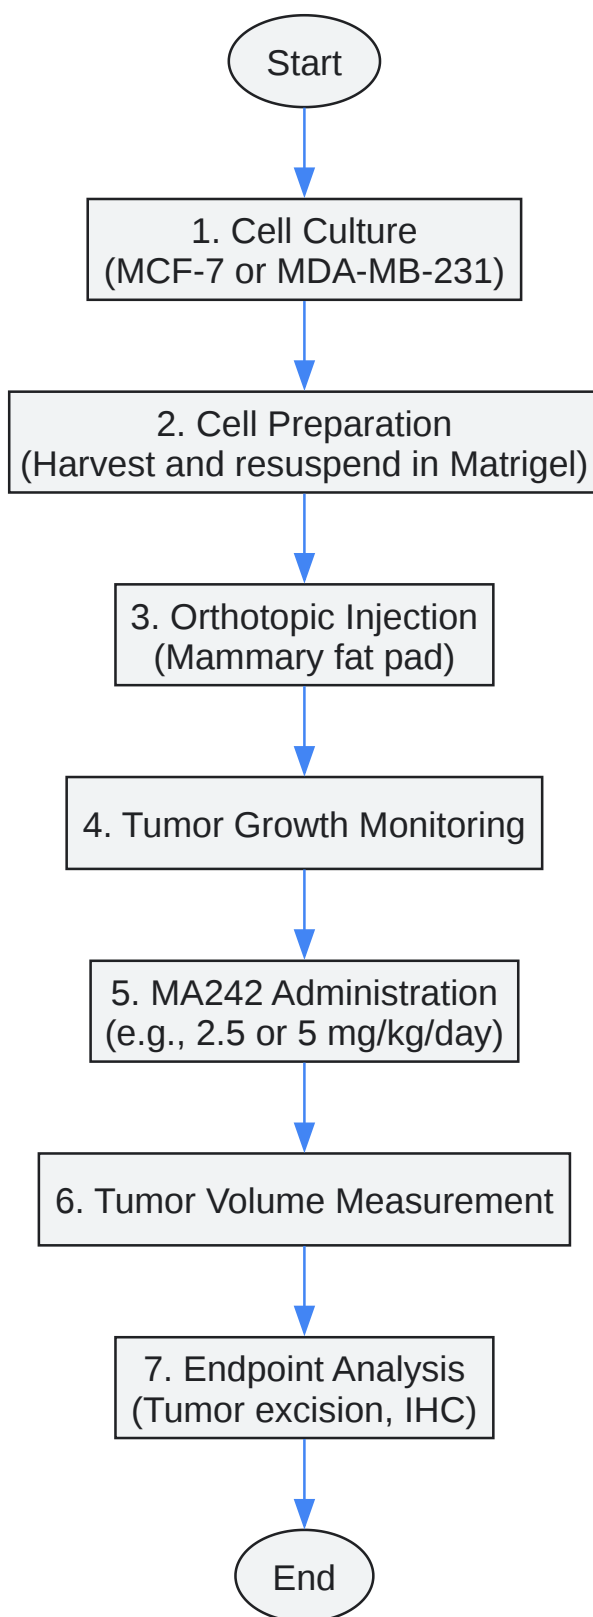 Start
1. Cell Culture
(MCF-7 or MDA-MB-231)
2. Cell Preparation
(Harvest and resuspend in Matrigel)
3. Orthotopic Injection
(Mammary fat pad)
4. Tumor Growth Monitoring
5. MA242 Administration
(e.g., 2.5 or 5 mg/kg/day)
6. Tumor Volume Measurement
7. Endpoint Analysis
(Tumor excision, IHC)
End